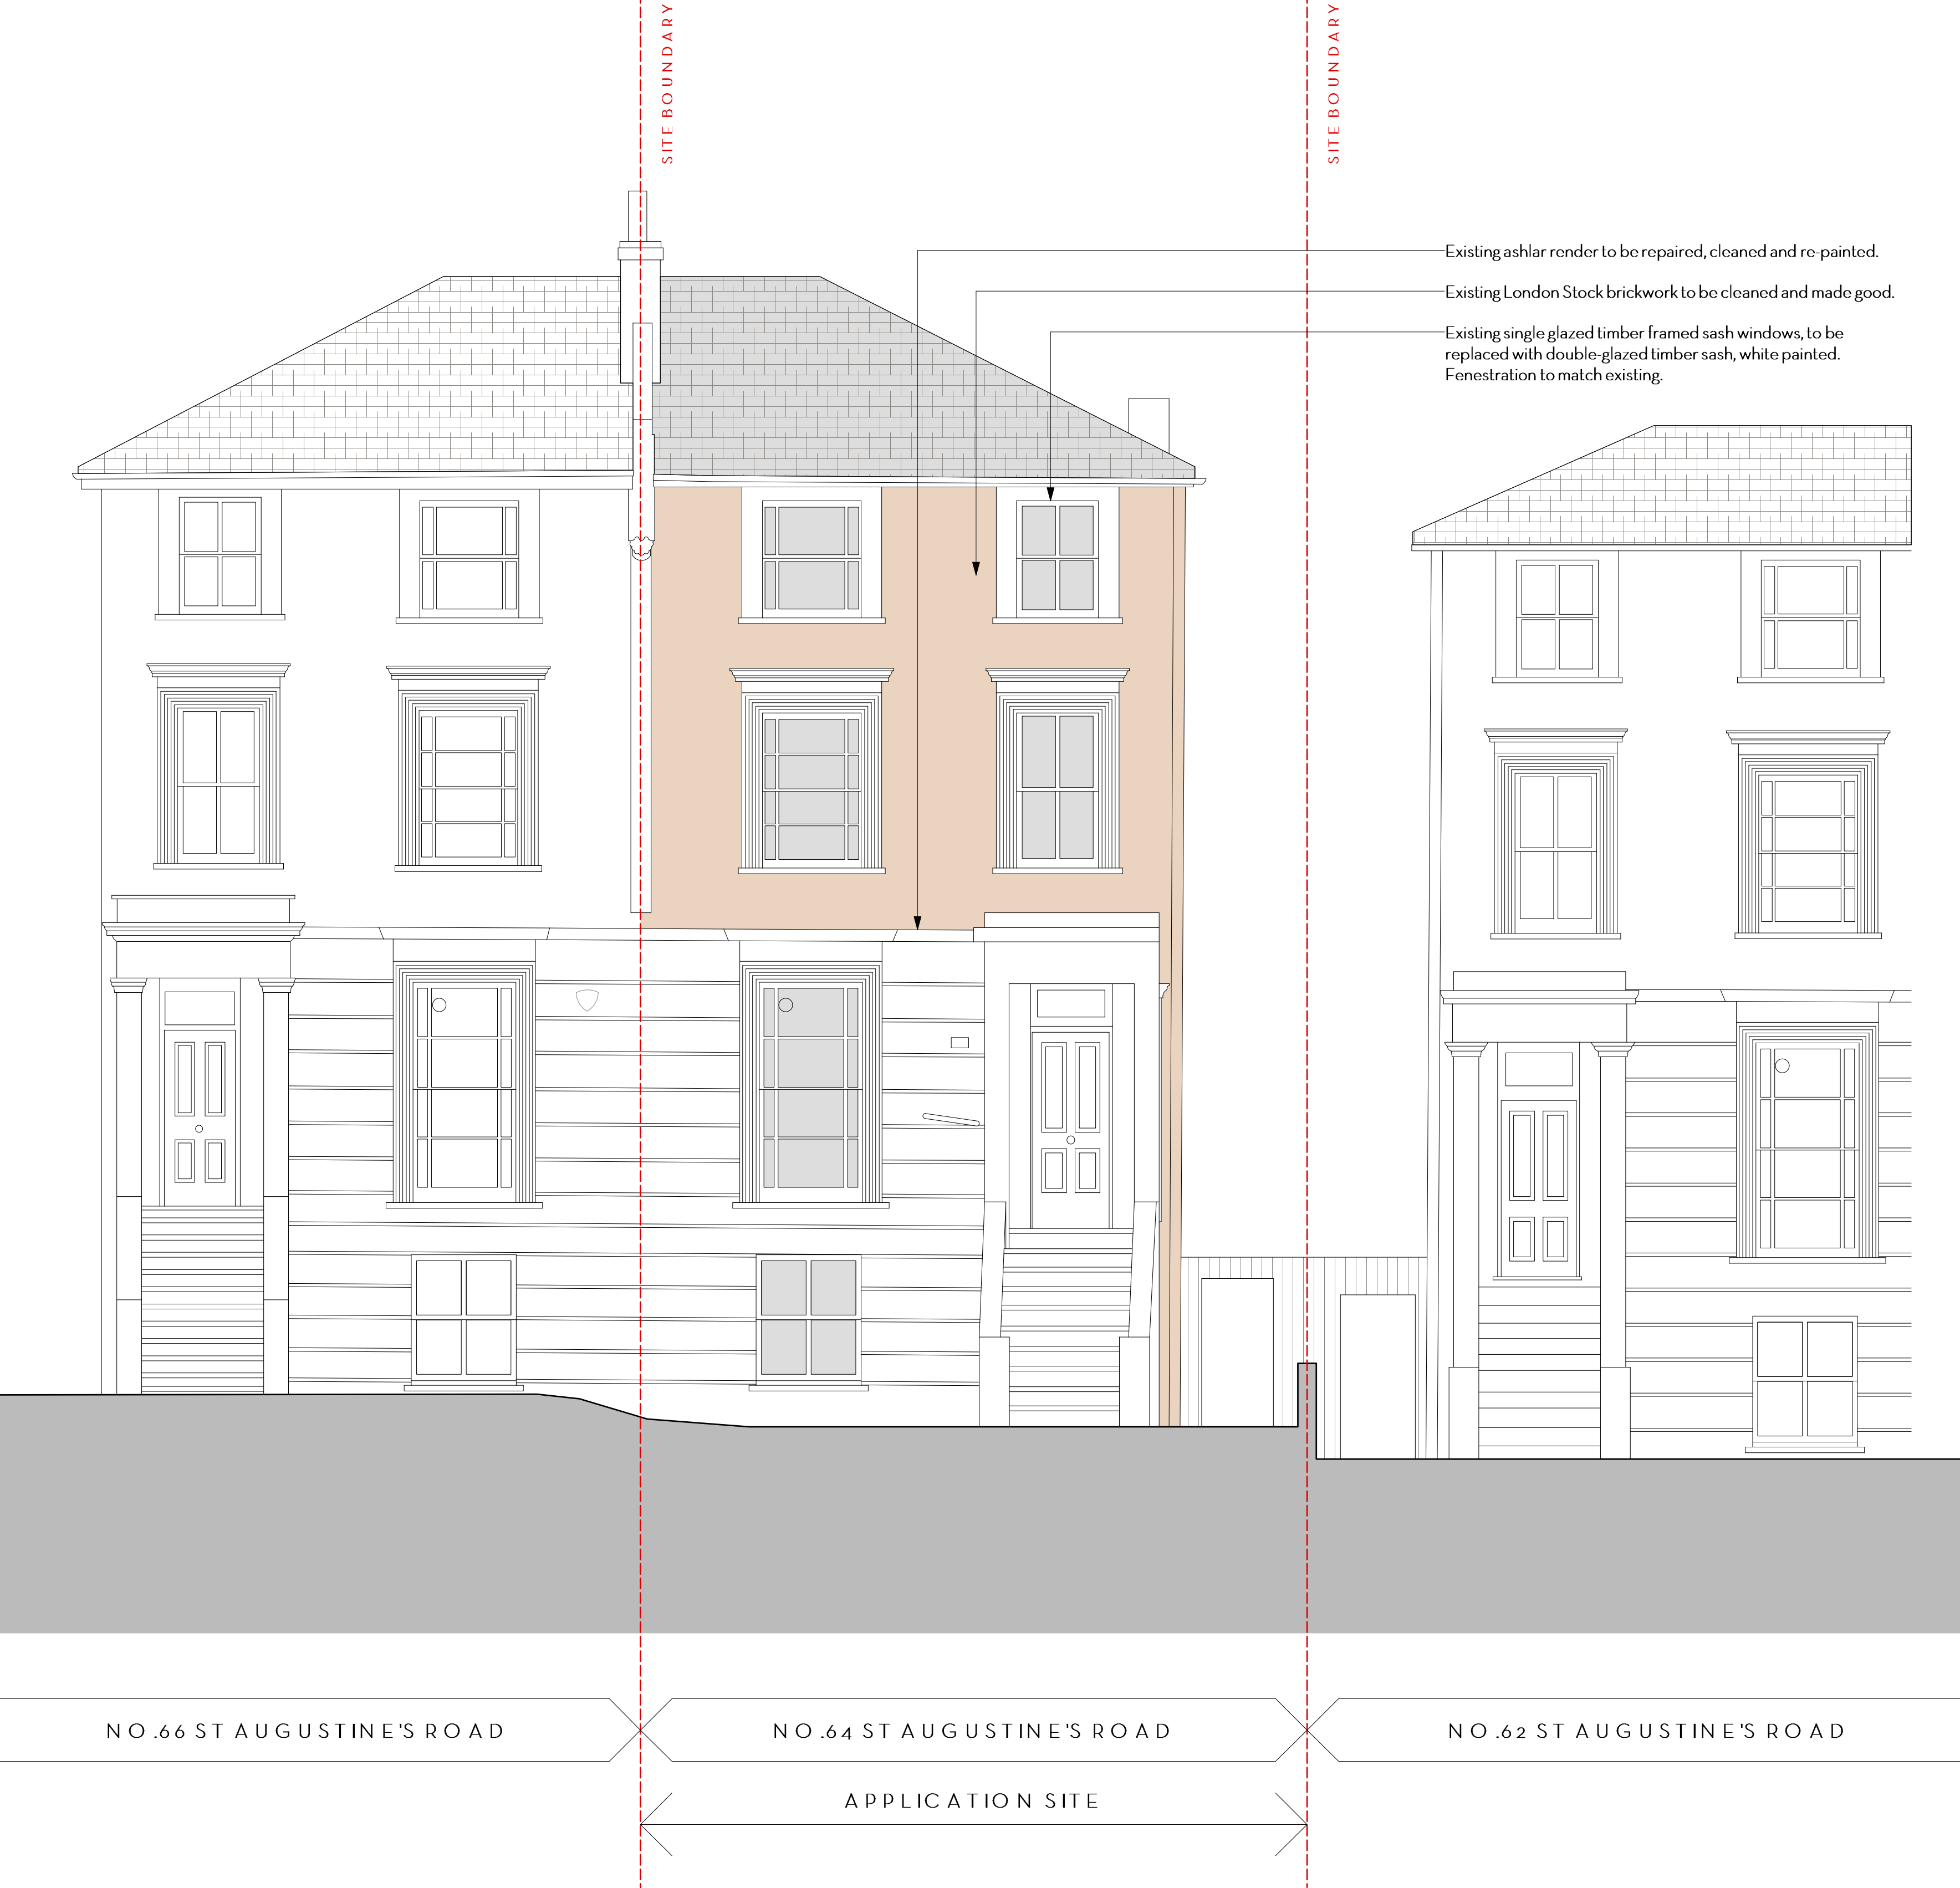 SITE BOUNDARY
SITE BOUNDARY
Existing ashlar render to be repaired, cleaned and re-painted.
Existing London Stock brickwork to be cleaned and made good.
Existing single glazed timber framed sash windows, to be
replaced with double-glazed timber sash, white painted.
Fenestration to match existing.
NO.66 ST AUGUSTINE'S ROAD
NO.64 ST AUGUSTINE'S ROAD
NO.62 ST AUGUSTINE'S ROAD
APPLICATION SITE